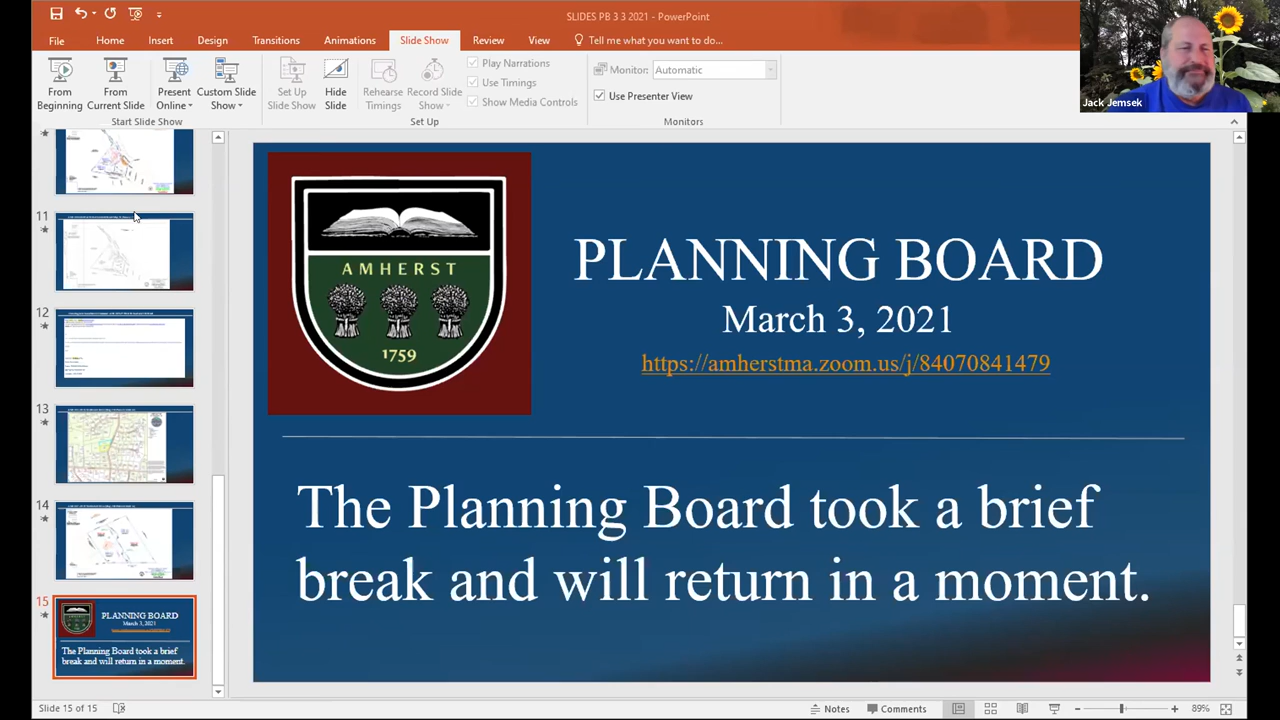 SLIDES PB 3 3 2021 - PowerPoint
File Home Insert Design Transitions Animations Slide Show Review View Tell me what you want to do...
From Beginning
From Current Slide
Present Online
Custom Slide Show
Start Slide Show
Set Up Slide Show
Hide Slide
Rehearse Timings
Record Slide Show
Play Narrations
Use Timings
Show Media Controls
Set Up
Monitor: Automatic
Use Presenter View
Monitors
Jack Jemsek
11
12
13
14
15
PLANNING BOARD
March 3, 2021
The Planning Board took a brief
break and will return in a moment.
AMHERST
1759
PLANNING BOARD
March 3, 2021
https://amherstma.zoom.us/j/84070841479
The Planning Board took a brief
break and will return in a moment.
Slide 15 of 15
Notes
Comments
89%